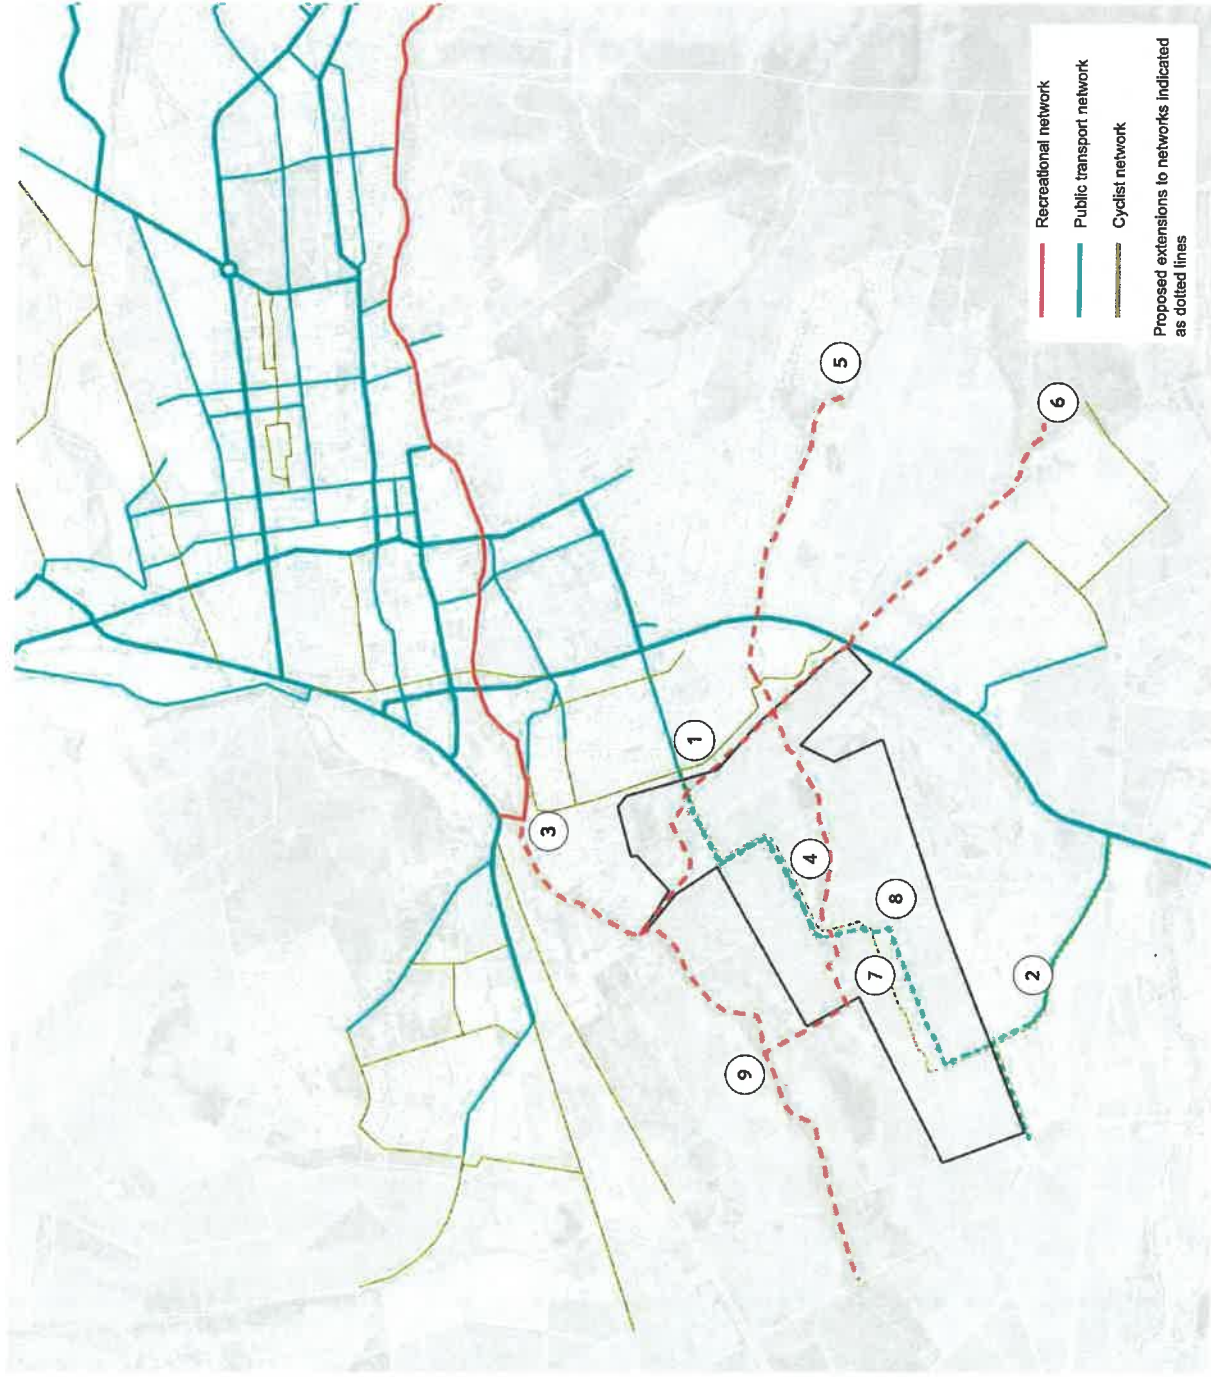 Recreational network
Public transport network
Cyclist network
Proposed extensions to networks indicated
as dotted lines
1
2
3
4
5
6
7
8
9